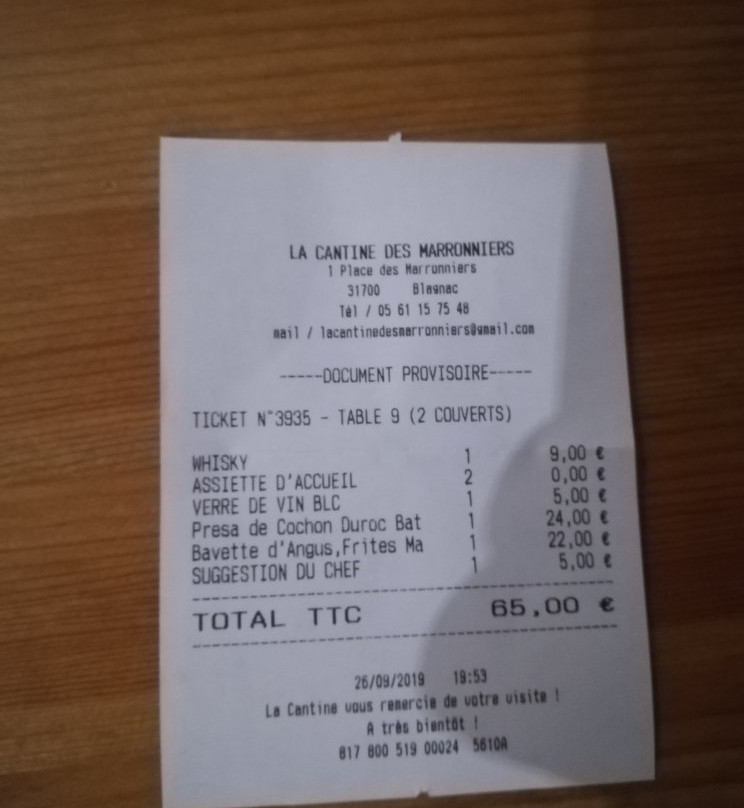 LA CANTINE DES MARRONNIERS
1 Place des Marronniers
31700 Blagnac
Tél / 05 61 15 75 48
mail / lacantinedesmarronniers@gmail.com
-----DOCUMENT PROVISOIRE-----
TICKET N°3935 - TABLE 9 (2 COUVERTS)
WHISKY 1 9,00 €
ASSIETTE D'ACCUEIL 2 0,00 €
VERRE DE VIN BLC 1 5,00 €
Presa de Cochon Duroc Bat 1 24,00 €
Bavette d'Angus,Frites Ma 1 22,00 €
SUGGESTION DU CHEF 1 5,00 €
TOTAL TTC 65,00 €
26/09/2019 19:53
La Cantine vous remercie de votre visite !
A très bientôt !
817 800 519 00024 5610A